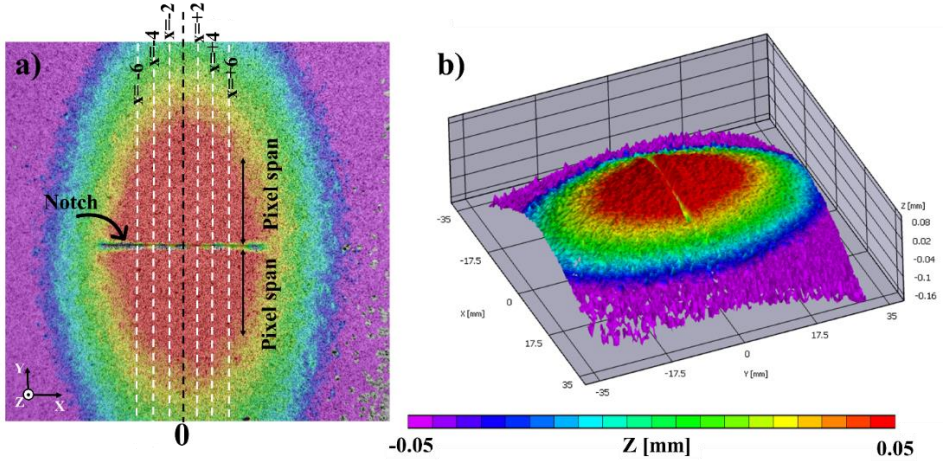 a)
x=-6
x=-4
x=-2
x=+2
x=+4
x=+6
Notch
Pixel span
Pixel span
Y
Z
X
0
b)
Z [mm]
0.08
0.02
-0.04
-0.1
-0.16
-35
-17.5
0
17.5
35
X [mm]
-35
-17.5
0
17.5
35
Y [mm]
-0.05
Z [mm]
0.05